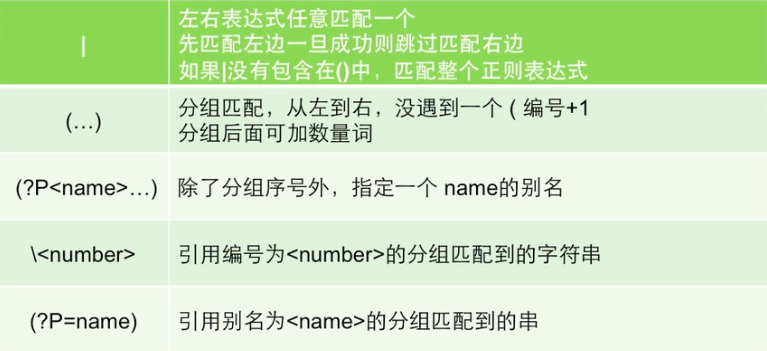 |
左右表达式任意匹配一个
先匹配左边一旦成功则跳过匹配右边
如果|没有包含在()中，匹配整个正则表达式
(…)
分组匹配，从左到右，没遇到一个 ( 编号+1
分组后面可加数量词
(?P<name>…)
除了分组序号外，指定一个 name的别名
\<number>
引用编号为<number>的分组匹配到的字符串
(?P=name)
引用别名为<name>的分组匹配到的串